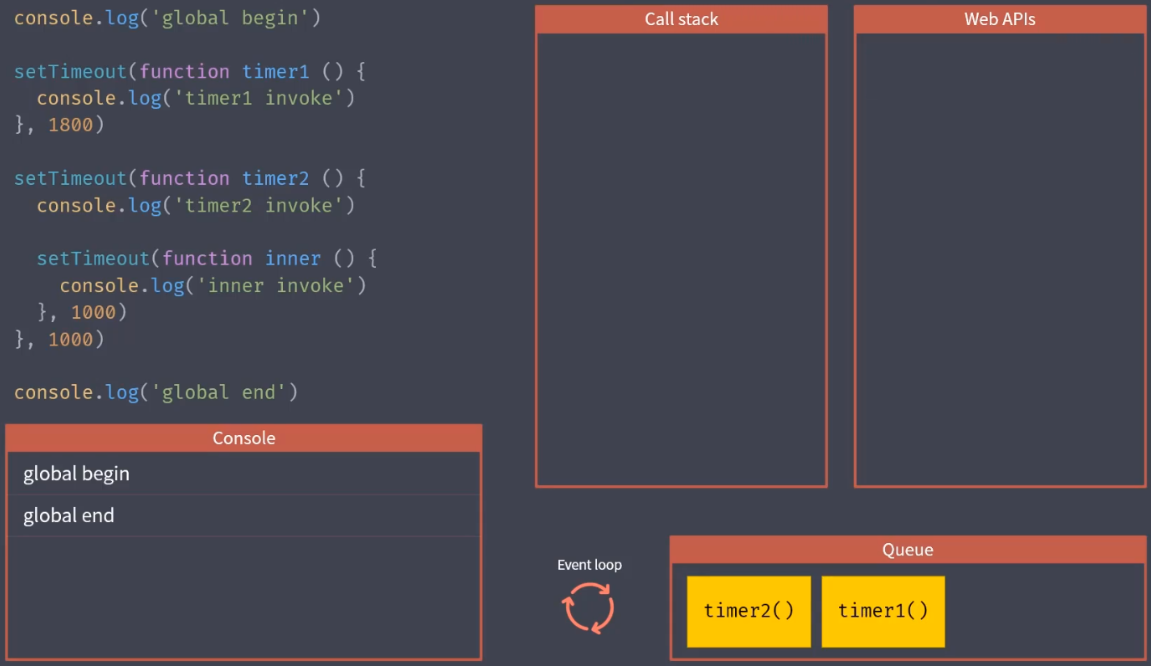 console.log('global begin')
setTimeout(function timer1 () {
  console.log('timer1 invoke')
}, 1800)
setTimeout(function timer2 () {
  console.log('timer2 invoke')
  setTimeout(function inner () {
    console.log('inner invoke')
  }, 1000)
}, 1000)
console.log('global end')
Console
global begin
global end
Call stack
Web APIs
Event loop
Queue
timer2() timer1()